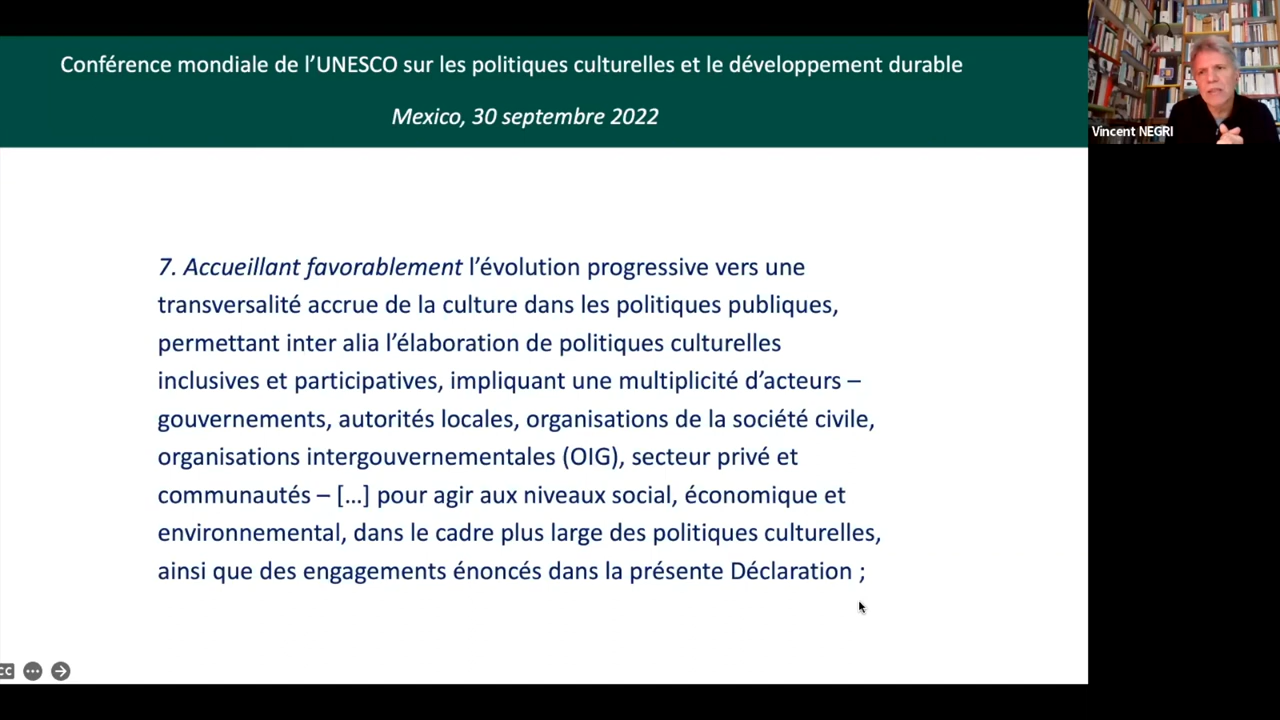 Conférence mondiale de l’UNESCO sur les politiques culturelles et le développement durable
Mexico, 30 septembre 2022
Vincent NEGRI
7. Accueillant favorablement l’évolution progressive vers une
transversalité accrue de la culture dans les politiques publiques,
permettant inter alia l’élaboration de politiques culturelles
inclusives et participatives, impliquant une multiplicité d’acteurs –
gouvernements, autorités locales, organisations de la société civile,
organisations intergouvernementales (OIG), secteur privé et
communautés – […] pour agir aux niveaux social, économique et
environnemental, dans le cadre plus large des politiques culturelles,
ainsi que des engagements énoncés dans la présente Déclaration ;
CC